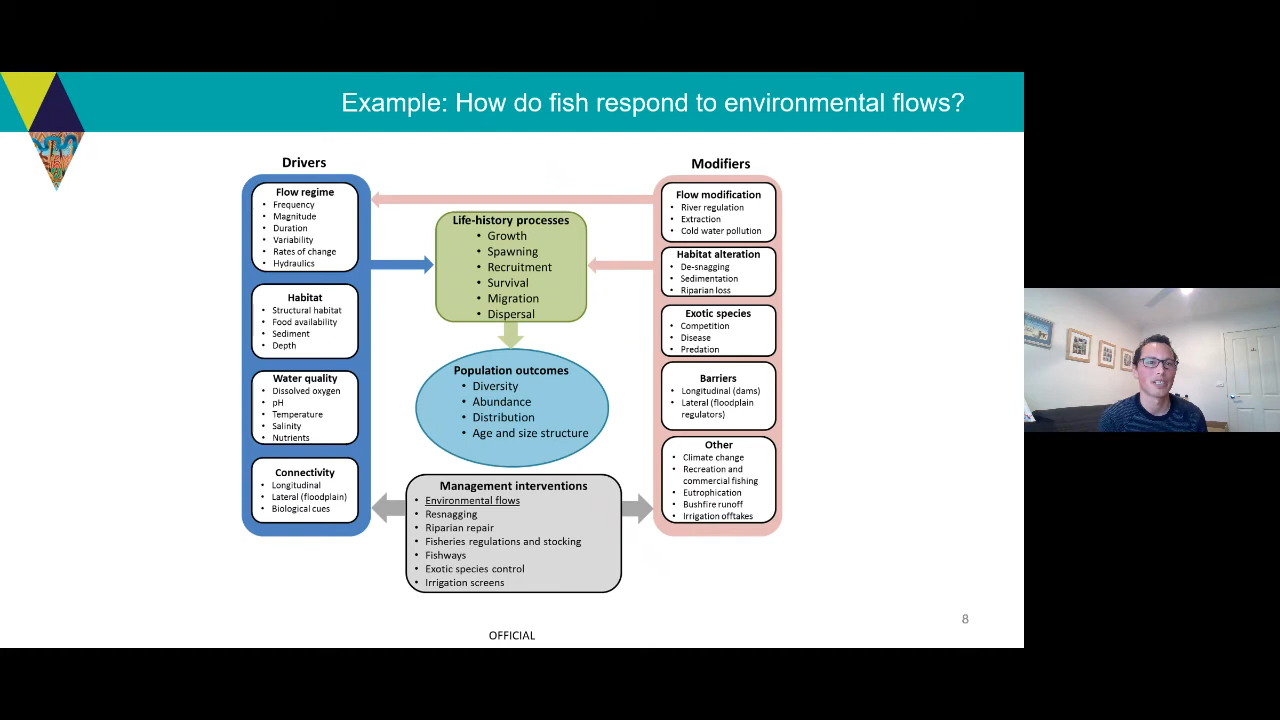 Example: How do fish respond to environmental flows?
Drivers
Flow regime
• Frequency
• Magnitude
• Duration
• Variability
• Rates of change
• Hydraulics
Habitat
• Structural habitat
• Food availability
• Sediment
• Depth
Water quality
• Dissolved oxygen
• pH
• Temperature
• Salinity
• Nutrients
Connectivity
• Longitudinal
• Lateral (floodplain)
• Biological cues
Life-history processes
• Growth
• Spawning
• Recruitment
• Survival
• Migration
• Dispersal
Population outcomes
• Diversity
• Abundance
• Distribution
• Age and size structure
Management interventions
• Environmental flows
• Resnagging
• Riparian repair
• Fisheries regulations and stocking
• Fishways
• Exotic species control
• Irrigation screens
Modifiers
Flow modification
• River regulation
• Extraction
• Cold water pollution
Habitat alteration
• De-snagging
• Sedimentation
• Riparian loss
Exotic species
• Competition
• Disease
• Predation
Barriers
• Longitudinal (dams)
• Lateral (floodplain
regulators)
Other
• Climate change
• Recreation and
commercial fishing
• Eutrophication
• Bushfire runoff
• Irrigation offtakes
8
OFFICIAL